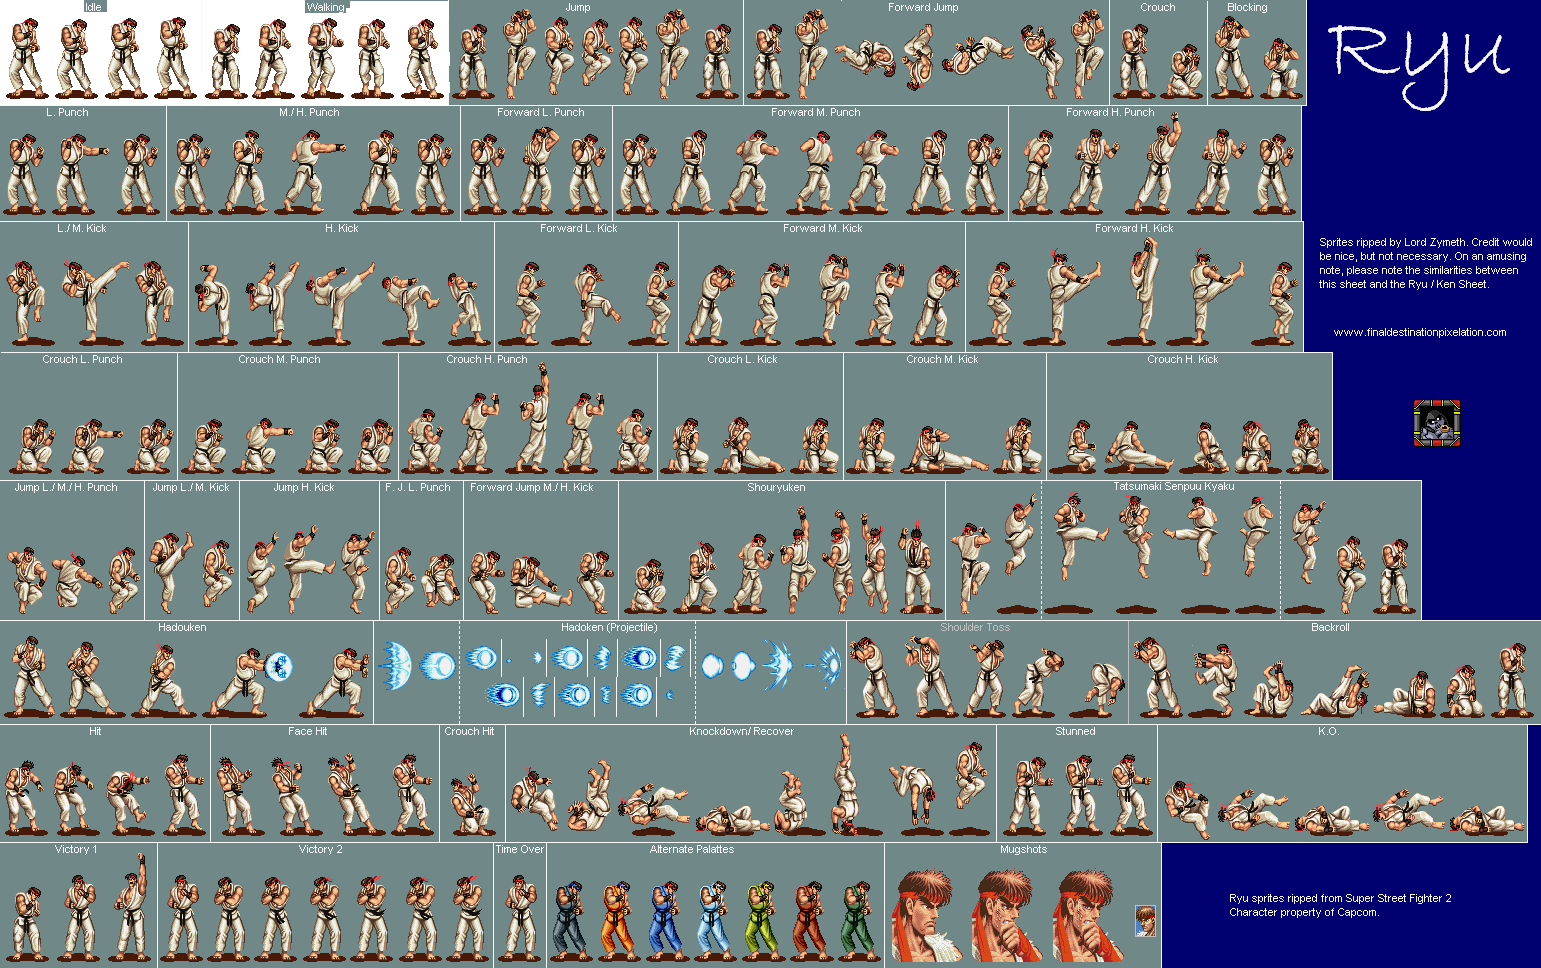 Idle
Walking
Jump
Forward Jump
Crouch
Blocking
Ryu
L. Punch
M./ H. Punch
Forward L. Punch
Forward M. Punch
Forward H. Punch
L./ M. Kick
H. Kick
Forward L. Kick
Forward M. Kick
Forward H. Kick
Sprites ripped by Lord Zymeth. Credit would
be nice, but not necessary. On an amusing
note, please note the similarities between
this sheet and the Ryu / Ken Sheet.
www.finaldestinationpixelation.com
Crouch L. Punch
Crouch M. Punch
Crouch H. Punch
Crouch L. Kick
Crouch M. Kick
Crouch H. Kick
Jump L./ M./ H. Punch
Jump L./ M. Kick
Jump H. Kick
F. J. L. Punch
Forward Jump M./ H. Kick
Shouryuken
Tatsumaki Senpuu Kyaku
Hadouken
Hadoken (Projectile)
Shoulder Toss
Backroll
Hit
Face Hit
Crouch Hit
Knockdown/ Recover
Stunned
K.O.
Victory 1
Victory 2
Time Over
Alternate Palattes
Mugshots
Ryu sprites ripped from Super Street Fighter 2
Character property of Capcom.